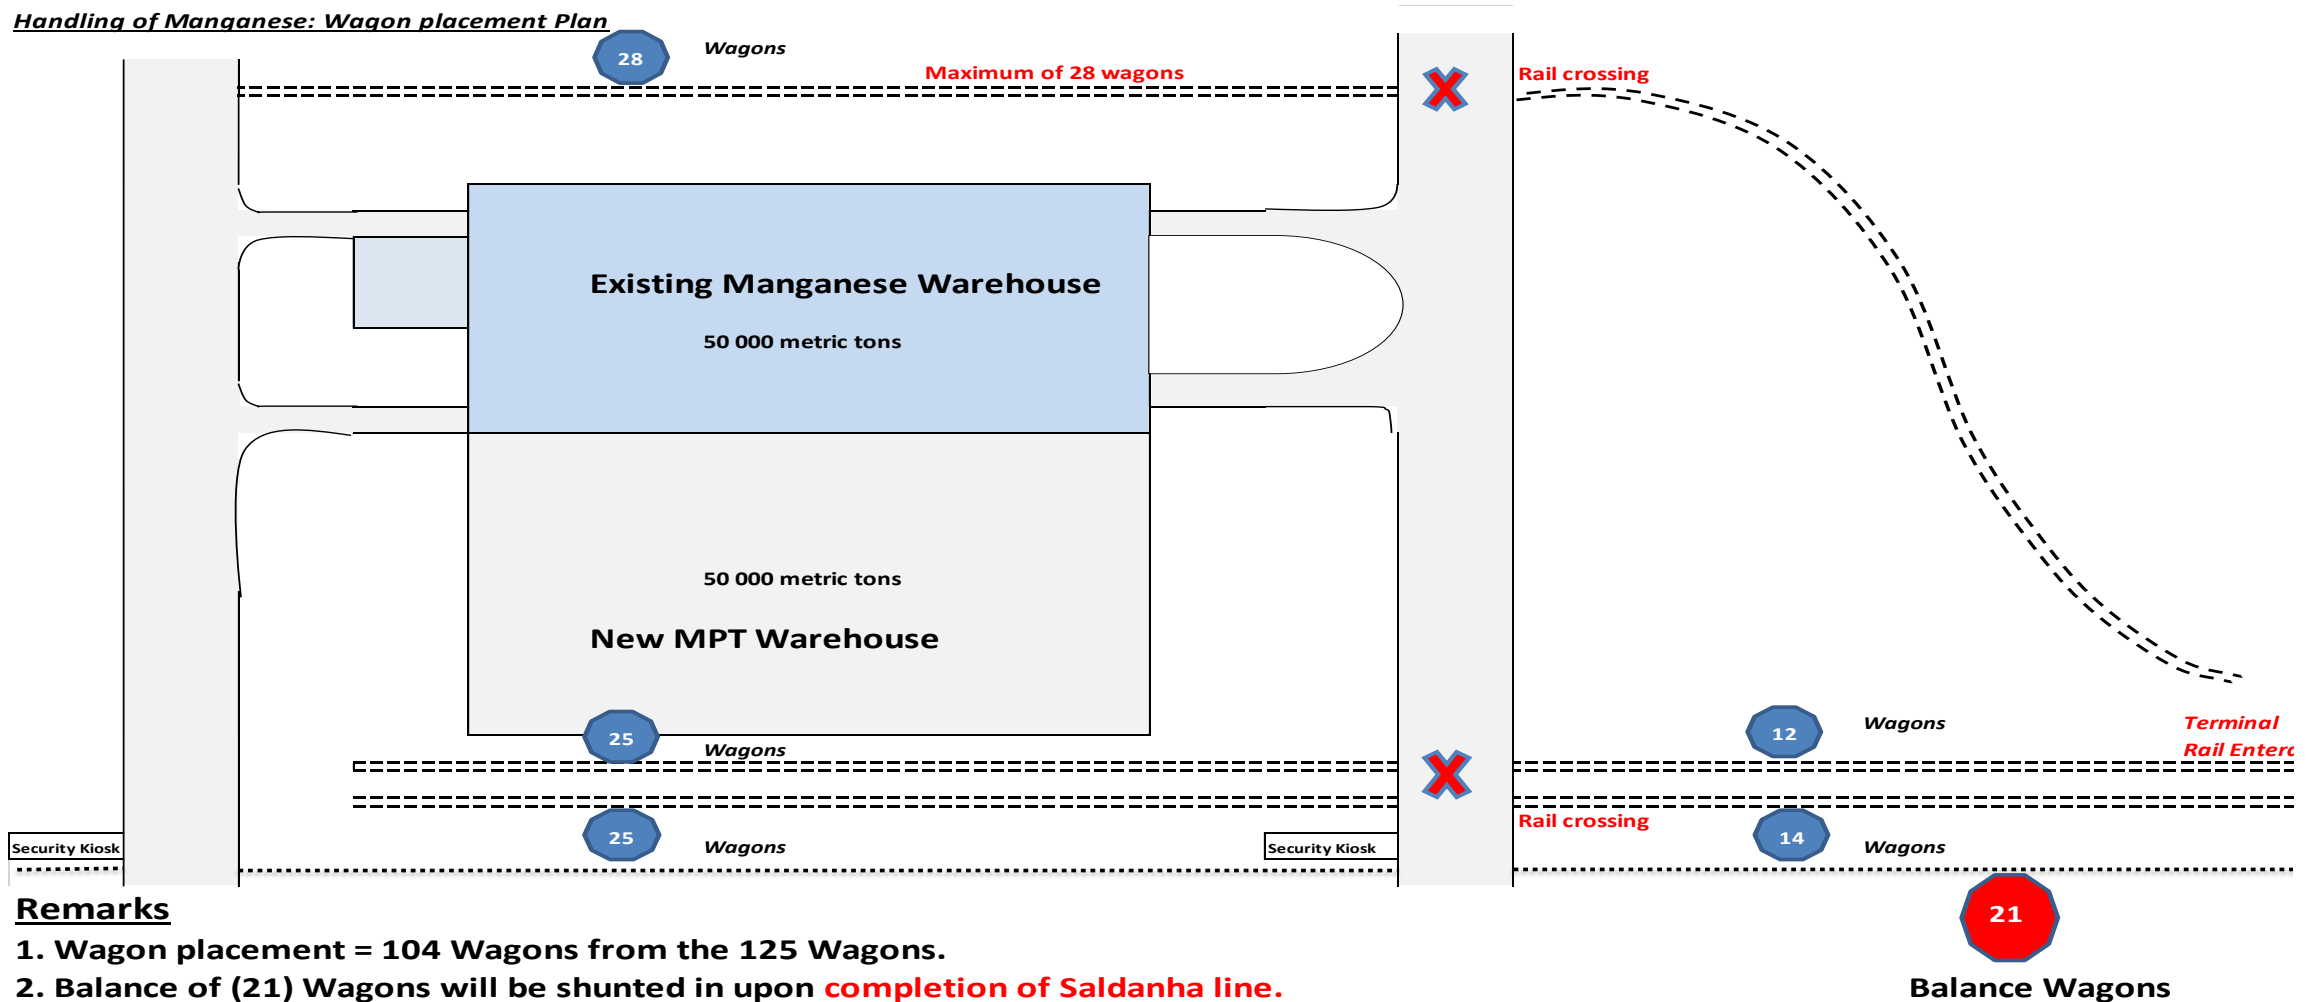 Handling of Manganese: Wagon placement Plan
28
Wagons
Maximum of 28 wagons
Rail crossing
Existing Manganese Warehouse
50 000 metric tons
50 000 metric tons
New MPT Warehouse
25
Wagons
12
Wagons
Terminal
Rail Enterc
Rail crossing
25
Wagons
14
Wagons
Security Kiosk
Security Kiosk
Remarks
21
1. Wagon placement = 104 Wagons from the 125 Wagons.
2. Balance of (21) Wagons will be shunted in upon completion of Saldanha line.
Balance Wagons